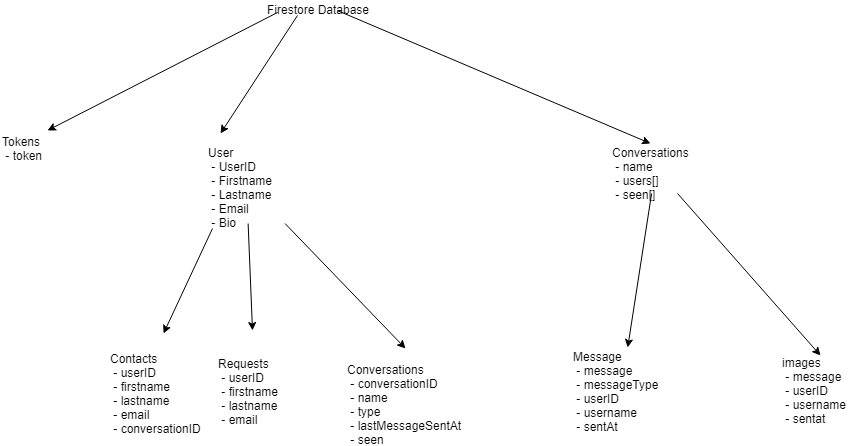 Firestore Database
Tokens
- token
User
- UserID
- Firstname
- Lastname
- Email
- Bio
Conversations
- name
- users[]
- seen[]
Contacts
- userID
- firstname
- lastname
- email
- conversationID
Requests
- userID
- firstname
- lastname
- email
Conversations
- conversationID
- name
- type
- lastMessageSentAt
- seen
Message
- message
- messageType
- userID
- username
- sentAt
images
- message
- userID
- username
- sentat